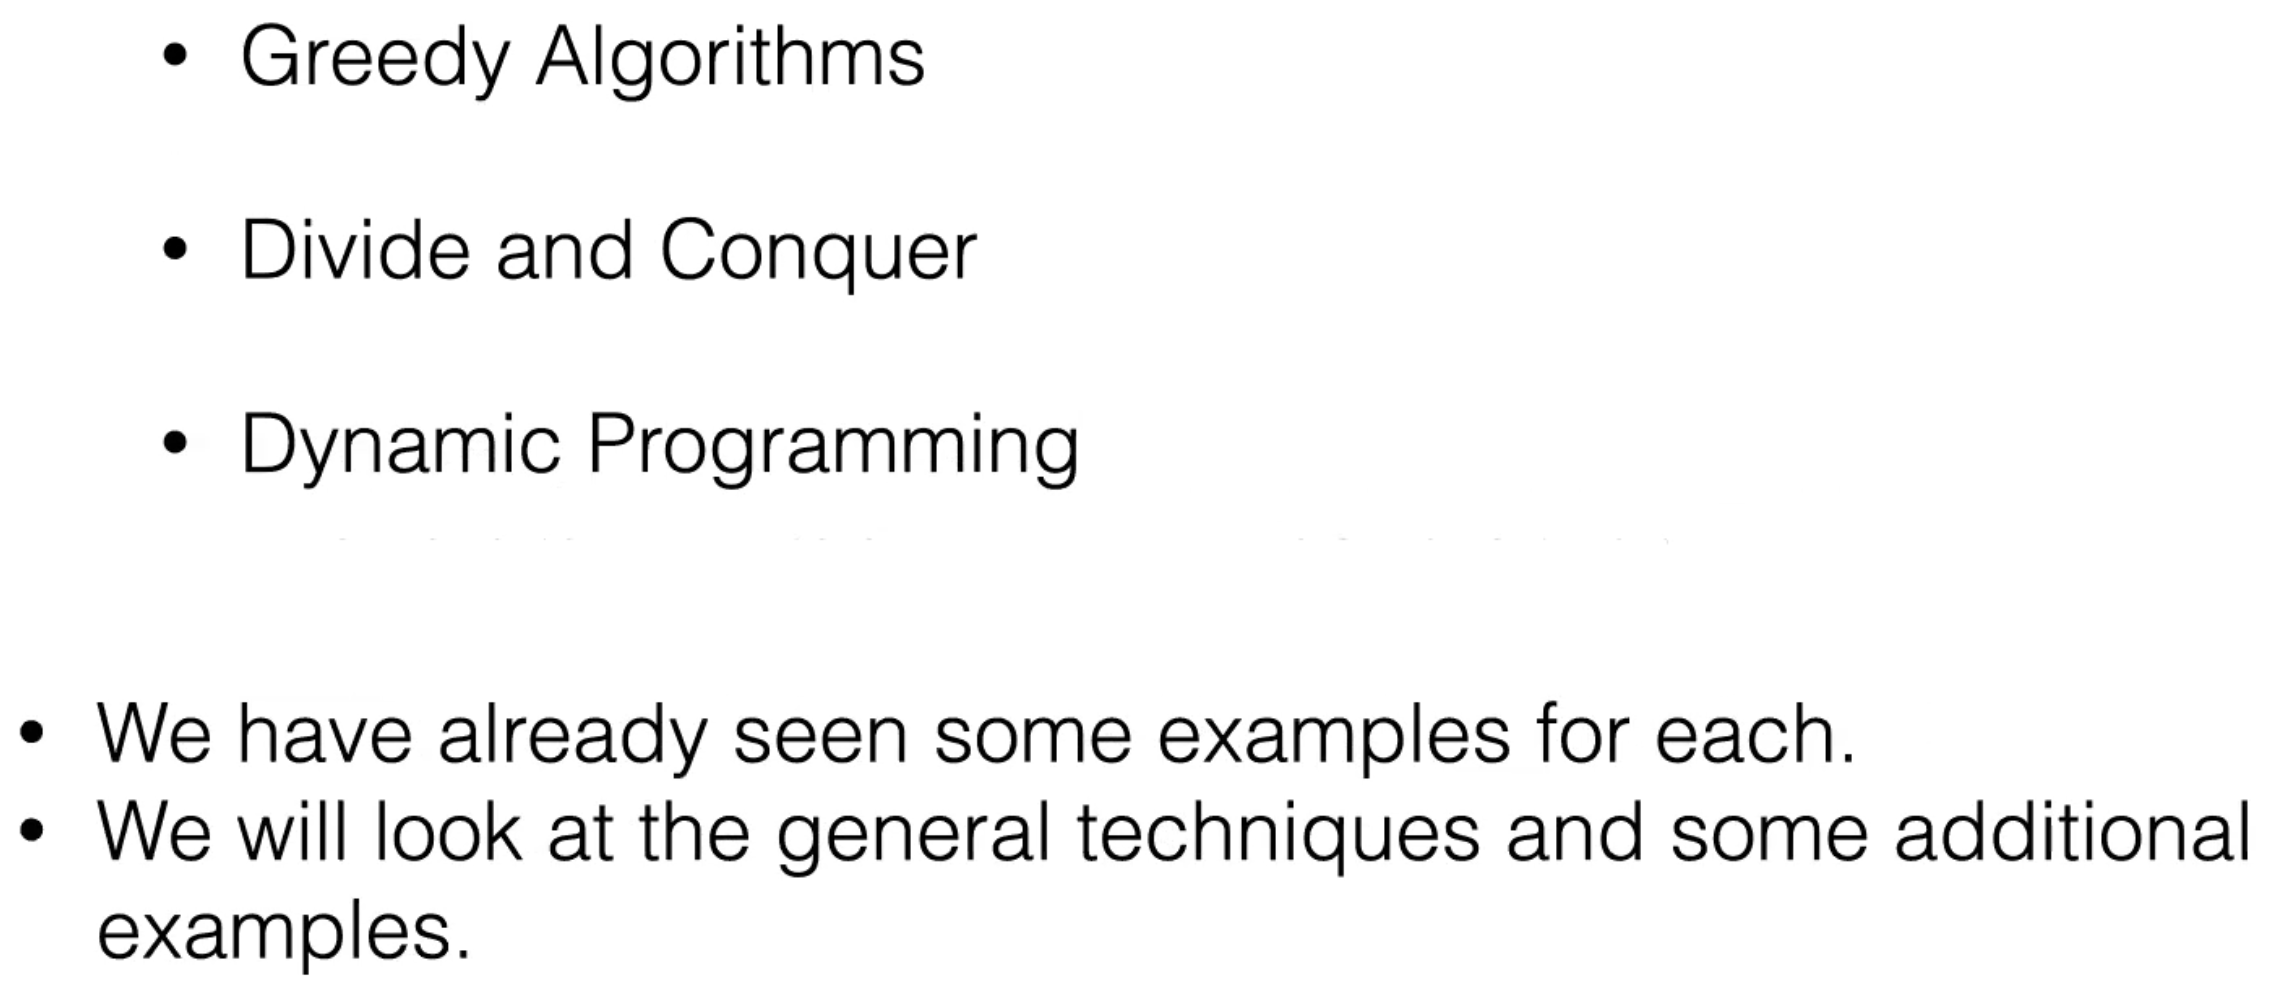 • Greedy Algorithms
• Divide and Conquer
• Dynamic Programming
• We have already seen some examples for each.
• We will look at the general techniques and some additional
examples.